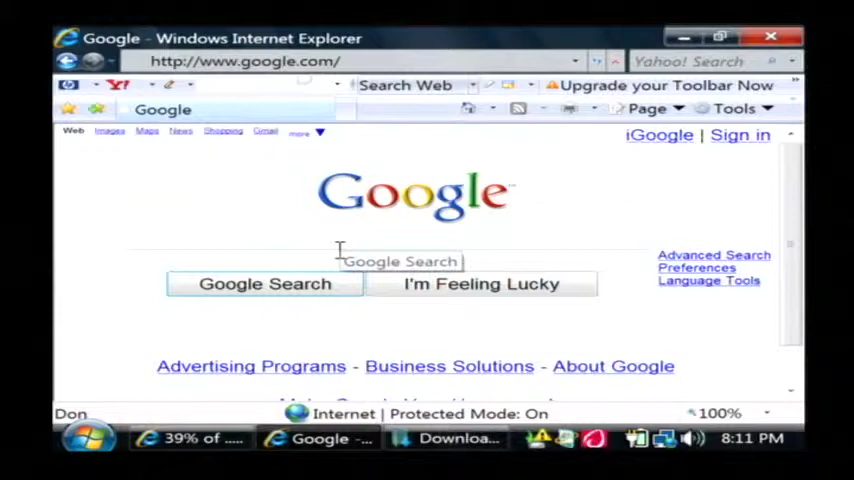 Google - Windows Internet Explorer
http://www.google.com/
Yahoo! Search
Y!
Search Web
Upgrade your Toolbar Now
Google
Page
Tools
Web Images Maps News Shopping Gmail more
iGoogle | Sign in
Google
Google Search
Advanced Search
Preferences
Language Tools
Google Search
I'm Feeling Lucky
Advertising Programs - Business Solutions - About Google
Don
Internet | Protected Mode: On
100%
39% of .....
Google -...
Downloa...
8:11 PM